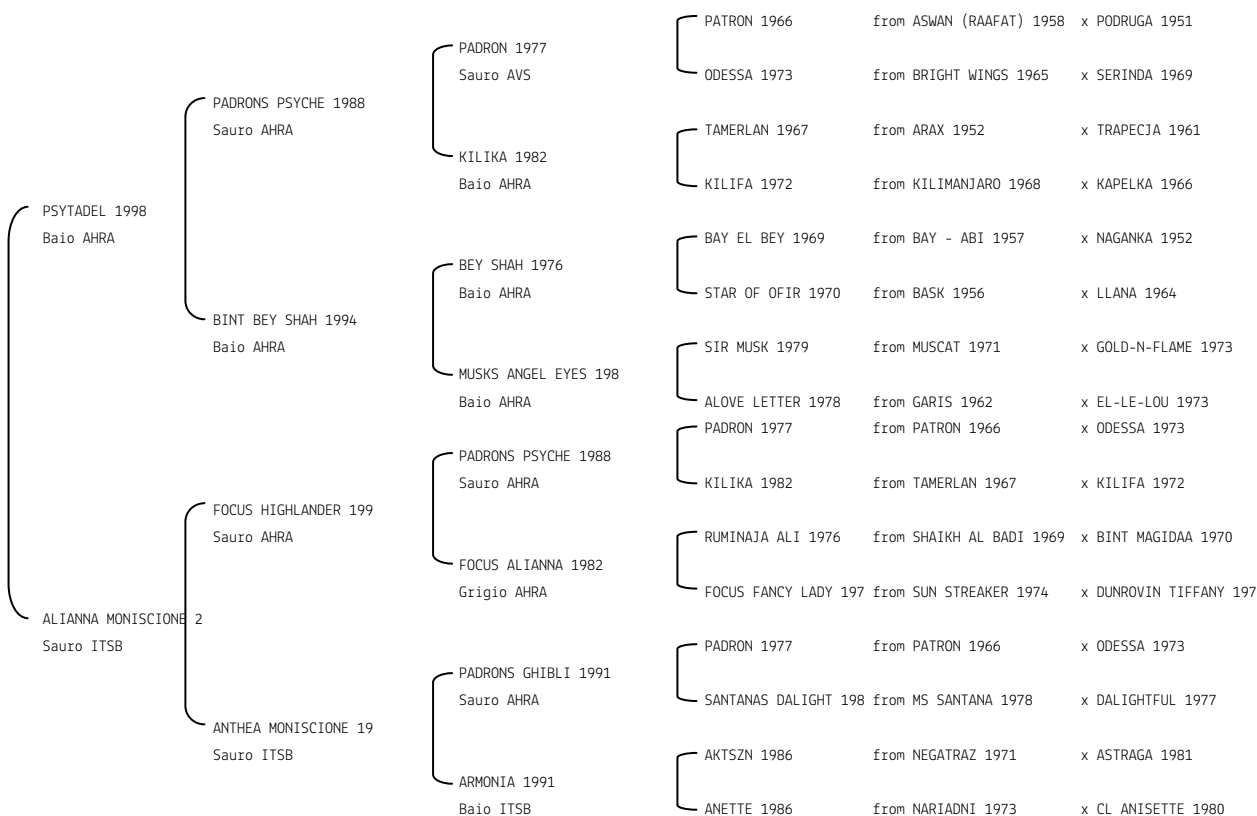 PATRON 1966 from ASWAN (RAAFAT) 1958 x PODRUGA 1951
PADRON 1977
Sauro AVS
ODESSA 1973 from BRIGHT WINGS 1965 x SERINDA 1969
PADRONS PSYCHE 1988
Sauro AHRA
TAMERLAN 1967 from ARAX 1952 x TRAPECJA 1961
KILIKA 1982
Baio AHRA
KILIFA 1972 from KILIMANJARO 1968 x KAPELKA 1966
PSYTADEL 1998
Baio AHRA
BAY EL BEY 1969 from BAY - ABI 1957 x NAGANKA 1952
BEY SHAH 1976
Baio AHRA
STAR OF OFIR 1970 from BASK 1956 x LLANA 1964
BINT BEY SHAH 1994
Baio AHRA
SIR MUSK 1979 from MUSCAT 1971 x GOLD-N-FLAME 1973
MUSKS ANGEL EYES 198
Baio AHRA
ALOVE LETTER 1978 from GARIS 1962 x EL-LE-LOU 1973
PADRON 1977 from PATRON 1966 x ODESSA 1973
PADRONS PSYCHE 1988
Sauro AHRA
KILIKA 1982 from TAMERLAN 1967 x KILIFA 1972
FOCUS HIGHLANDER 199
Sauro AHRA
RUMINAJA ALI 1976 from SHAIKH AL BADI 1969 x BINT MAGIDAA 1970
FOCUS ALIANNA 1982
Grigio AHRA
FOCUS FANCY LADY 197 from SUN STREAKER 1974 x DUNROVIN TIFFANY 197
ALIANNA MONISCIONE 2
Sauro ITSB
PADRON 1977 from PATRON 1966 x ODESSA 1973
PADRONS GHIBLI 1991
Sauro AHRA
SANTANAS DALIGHT 198 from MS SANTANA 1978 x DALIGHTFUL 1977
ANTHEA MONISCIONE 19
Sauro ITSB
AKTSZN 1986 from NEGATRAZ 1971 x ASTRAGA 1981
ARMONIA 1991
Baio ITSB
ANETTE 1986 from NARIADNI 1973 x CL ANISETTE 1980